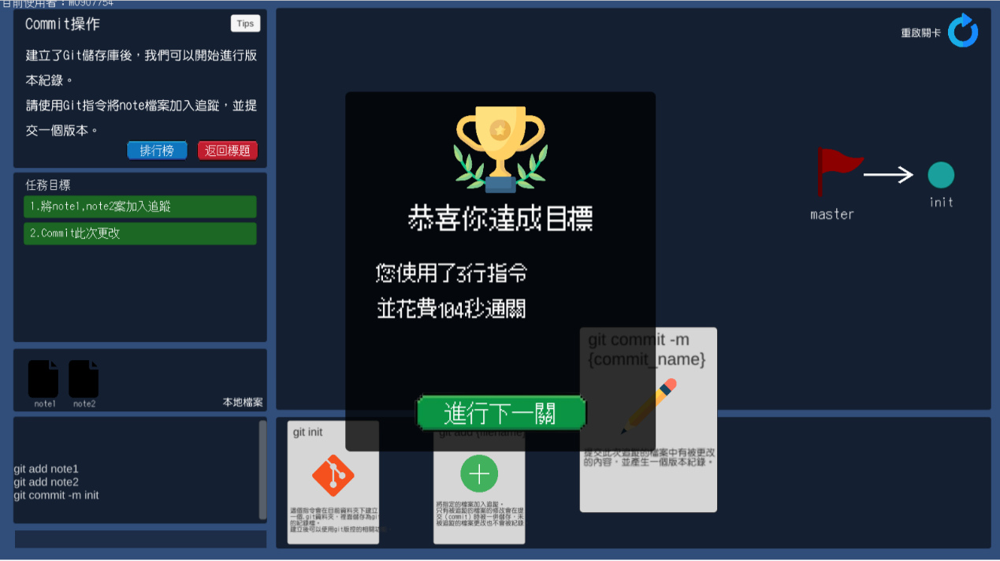 目前使用者：m0907754
Commit操作
Tips
建立了Git儲存庫後，我們可以開始進行版
本紀錄。
請使用Git指令將note檔案加入追蹤，並提
交一個版本。
排行榜
返回標題
任務目標
1.將note1,note2案加入追蹤
2.Commit此次更改
note1
note2
本地檔案
git add note1
git add note2
git commit -m init
重啟關卡
master
init
恭喜你達成目標
您使用了3行指令
並花費104秒通關
進行下一關
git init
這個指令會在目前資料夾下建立
一個.git資料夾，裡面儲存為git
的紀錄檔。
建立後可以使用git版控的相關功
git add {filename}
將指定的檔案加入追蹤。
只有被追蹤的檔案的修改會在提
交（commit）時被一併儲存，未
被追蹤的檔案更改也不會被紀錄
git commit -m
{commit_name}
提交此次追蹤的檔案中有被更改
的內容，並產生一個版本紀錄。